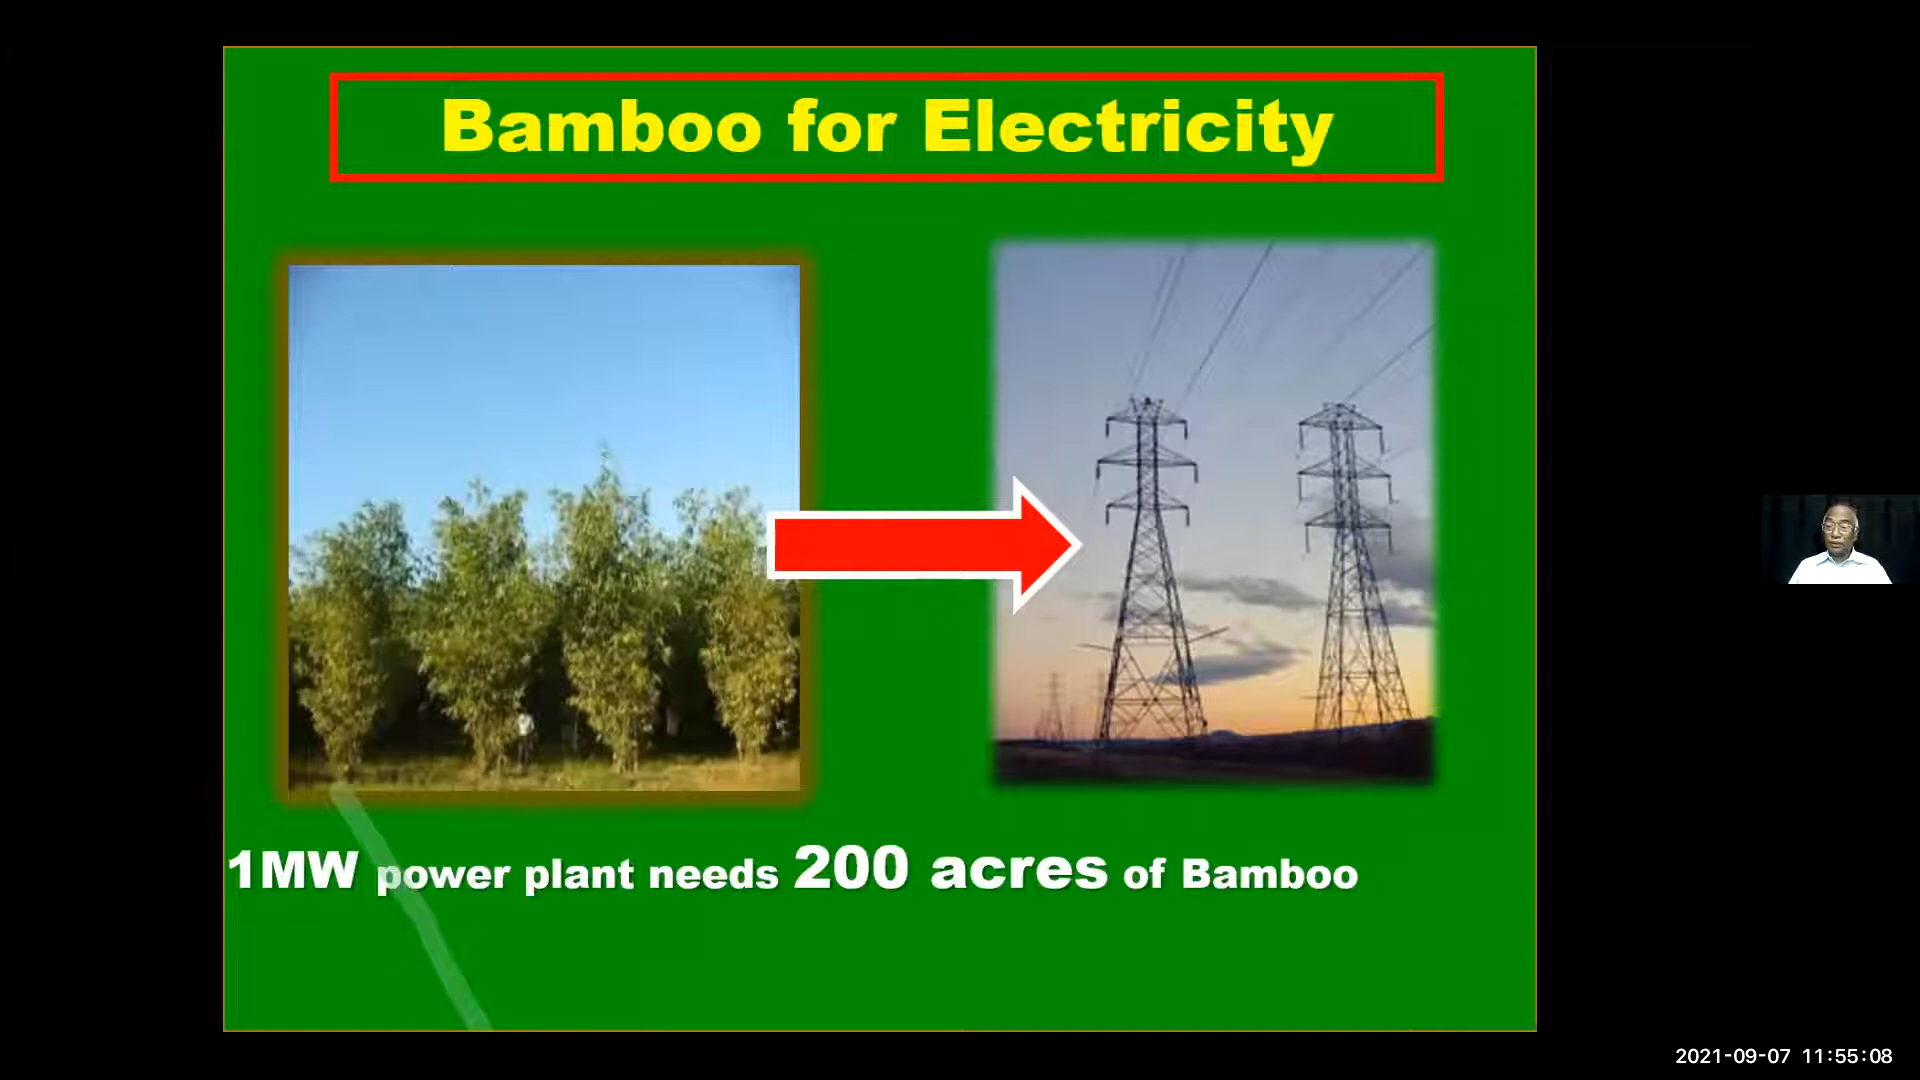 Bamboo for Electricity
1MW power plant needs 200 acres of Bamboo
2021-09-07 11:55:08